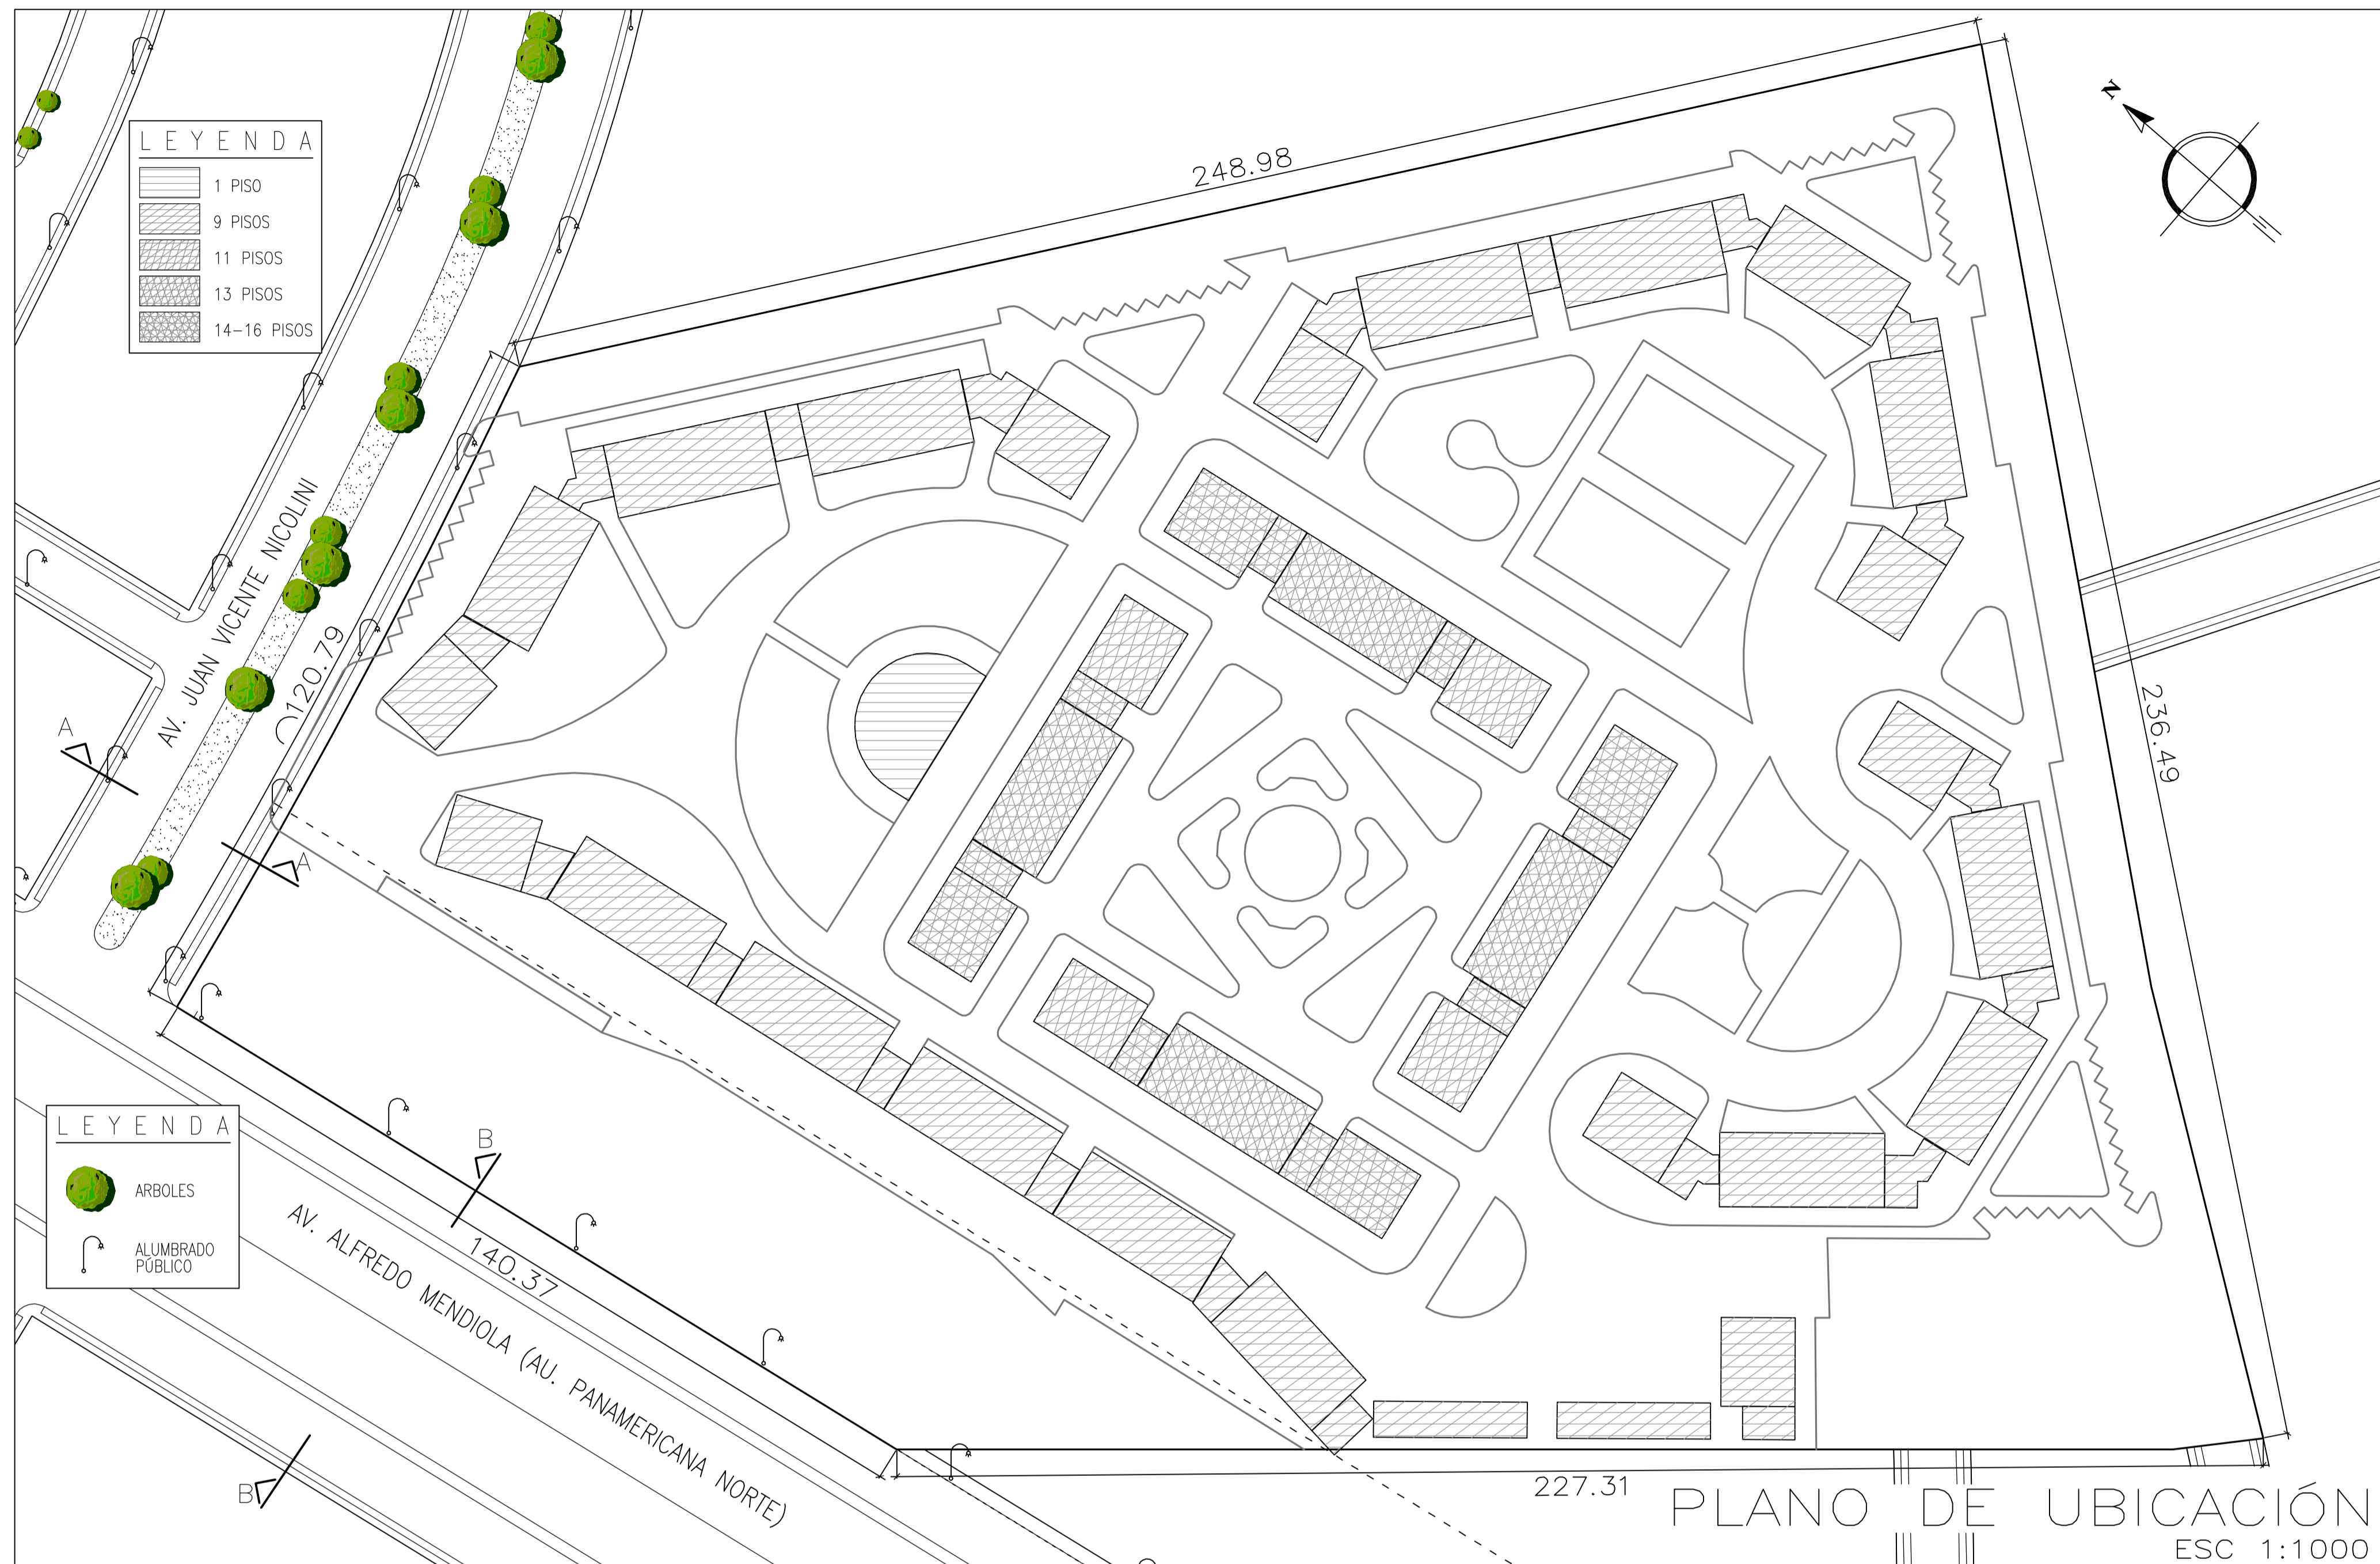 L E Y E N D A
1 PISO
9 PISOS
11 PISOS
13 PISOS
14-16 PISOS
N
248.98
AV. JUAN VICENTE NICOLINI
120.79
A
A
236.49
L E Y E N D A
ARBOLES
ALUMBRADO
PÚBLICO
B
140.37
AV. ALFREDO MENDIOLA (AU. PANAMERICANA NORTE)
B
227.31
PLANO DE UBICACIÓN
ESC 1:1000